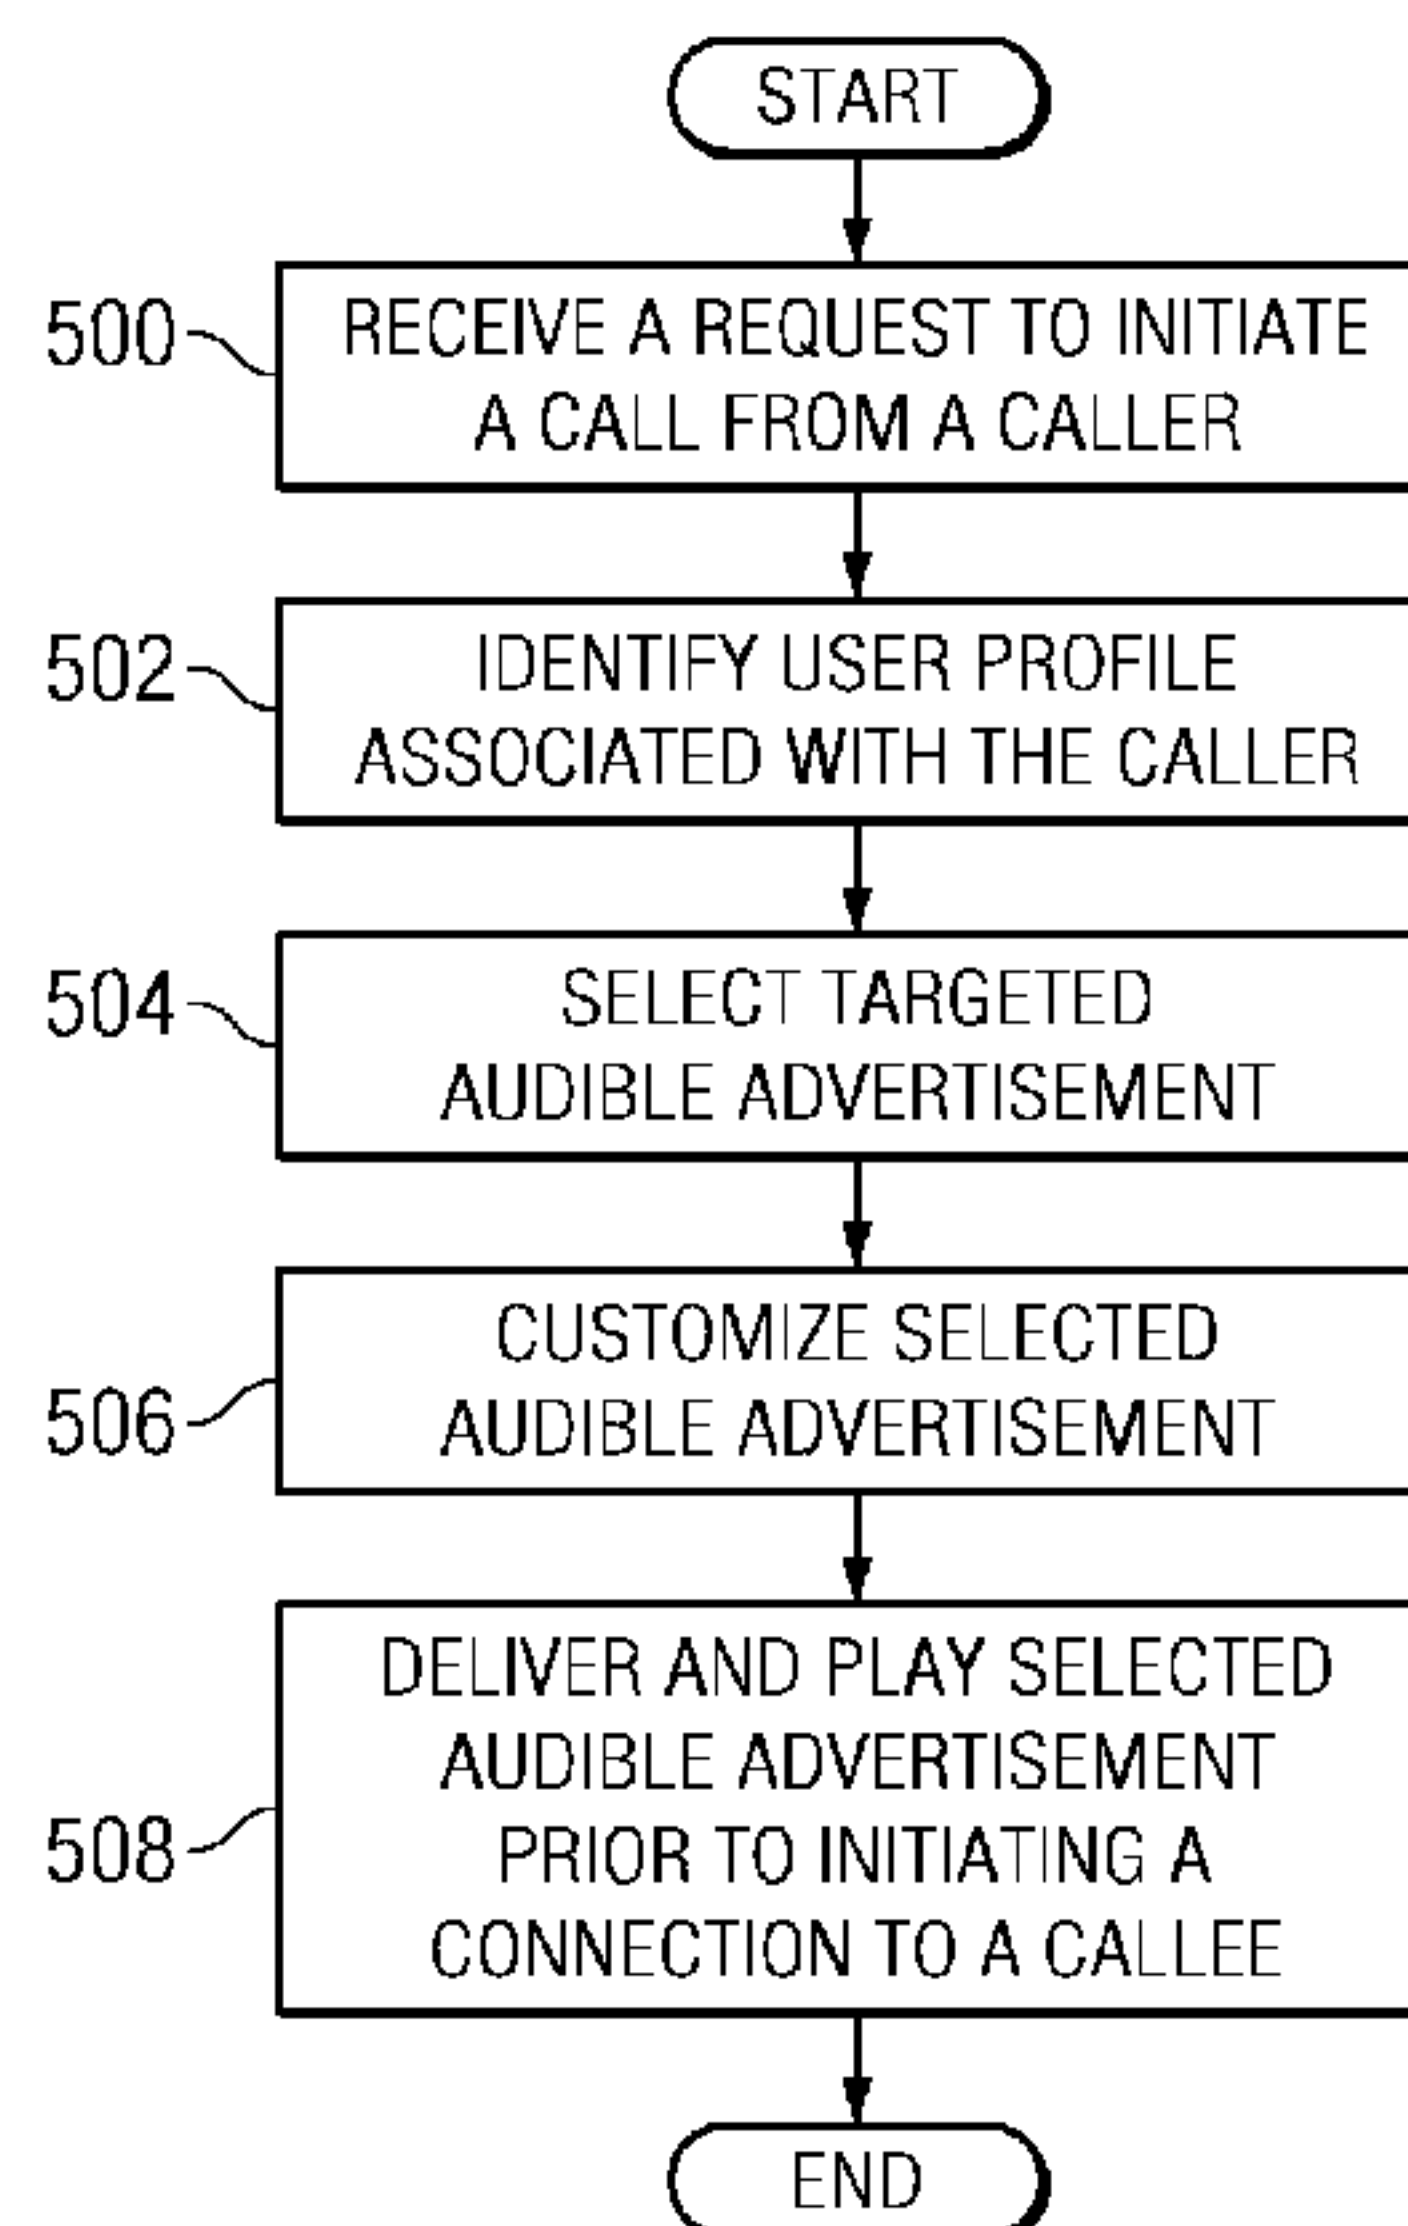 START
500
RECEIVE A REQUEST TO INITIATE
A CALL FROM A CALLER
502
IDENTIFY USER PROFILE
ASSOCIATED WITH THE CALLER
504
SELECT TARGETED
AUDIBLE ADVERTISEMENT
506
CUSTOMIZE SELECTED
AUDIBLE ADVERTISEMENT
508
DELIVER AND PLAY SELECTED
AUDIBLE ADVERTISEMENT
PRIOR TO INITIATING A
CONNECTION TO A CALLEE
END